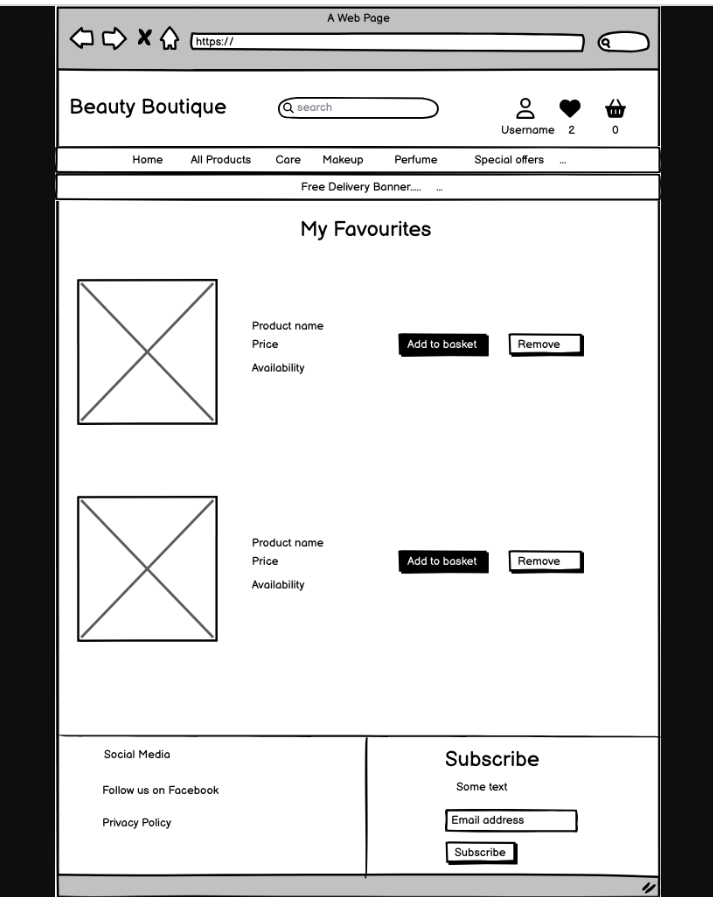 A Web Page
https://
Beauty Boutique
search
Username 2 0
Home All Products Care Makeup Perfume Special offers ...
Free Delivery Banner..... ...
My Favourites
Product name
Price
Availability
Add to basket Remove
Product name
Price
Availability
Add to basket Remove
Social Media
Follow us on Facebook
Privacy Policy
Subscribe
Some text
Email address
Subscribe